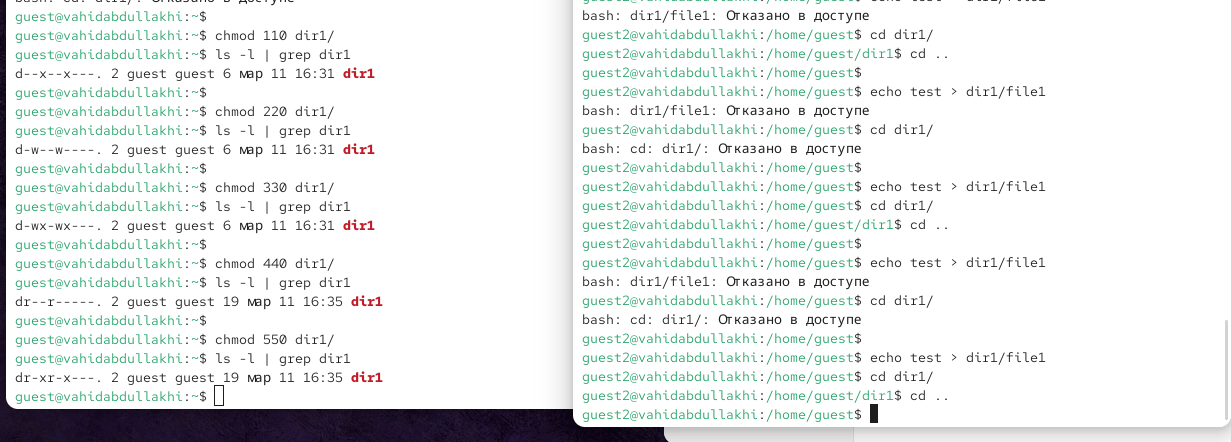 guest@vahidabdullakhi:~$
guest@vahidabdullakhi:~$ chmod 110 dir1/
guest@vahidabdullakhi:~$ ls -l | grep dir1
d--x--x---. 2 guest guest 6 мар 11 16:31 dir1
guest@vahidabdullakhi:~$
guest@vahidabdullakhi:~$ chmod 220 dir1/
guest@vahidabdullakhi:~$ ls -l | grep dir1
d-w--w----. 2 guest guest 6 мар 11 16:31 dir1
guest@vahidabdullakhi:~$
guest@vahidabdullakhi:~$ chmod 330 dir1/
guest@vahidabdullakhi:~$ ls -l | grep dir1
d-wx-wx---. 2 guest guest 6 мар 11 16:31 dir1
guest@vahidabdullakhi:~$
guest@vahidabdullakhi:~$ chmod 440 dir1/
guest@vahidabdullakhi:~$ ls -l | grep dir1
dr--r-----. 2 guest guest 19 мар 11 16:35 dir1
guest@vahidabdullakhi:~$
guest@vahidabdullakhi:~$ chmod 550 dir1/
guest@vahidabdullakhi:~$ ls -l | grep dir1
dr-xr-x---. 2 guest guest 19 мар 11 16:35 dir1
guest@vahidabdullakhi:~$
bash: dir1/file1: Отказано в доступе
guest2@vahidabdullakhi:/home/guest$ cd dir1/
guest2@vahidabdullakhi:/home/guest/dir1$ cd ..
guest2@vahidabdullakhi:/home/guest$
guest2@vahidabdullakhi:/home/guest$ echo test > dir1/file1
bash: dir1/file1: Отказано в доступе
guest2@vahidabdullakhi:/home/guest$ cd dir1/
bash: cd: dir1/: Отказано в доступе
guest2@vahidabdullakhi:/home/guest$
guest2@vahidabdullakhi:/home/guest$ echo test > dir1/file1
guest2@vahidabdullakhi:/home/guest$ cd dir1/
guest2@vahidabdullakhi:/home/guest/dir1$ cd ..
guest2@vahidabdullakhi:/home/guest$
guest2@vahidabdullakhi:/home/guest$ echo test > dir1/file1
bash: dir1/file1: Отказано в доступе
guest2@vahidabdullakhi:/home/guest$ cd dir1/
bash: cd: dir1/: Отказано в доступе
guest2@vahidabdullakhi:/home/guest$
guest2@vahidabdullakhi:/home/guest$ echo test > dir1/file1
guest2@vahidabdullakhi:/home/guest$ cd dir1/
guest2@vahidabdullakhi:/home/guest/dir1$ cd ..
guest2@vahidabdullakhi:/home/guest$